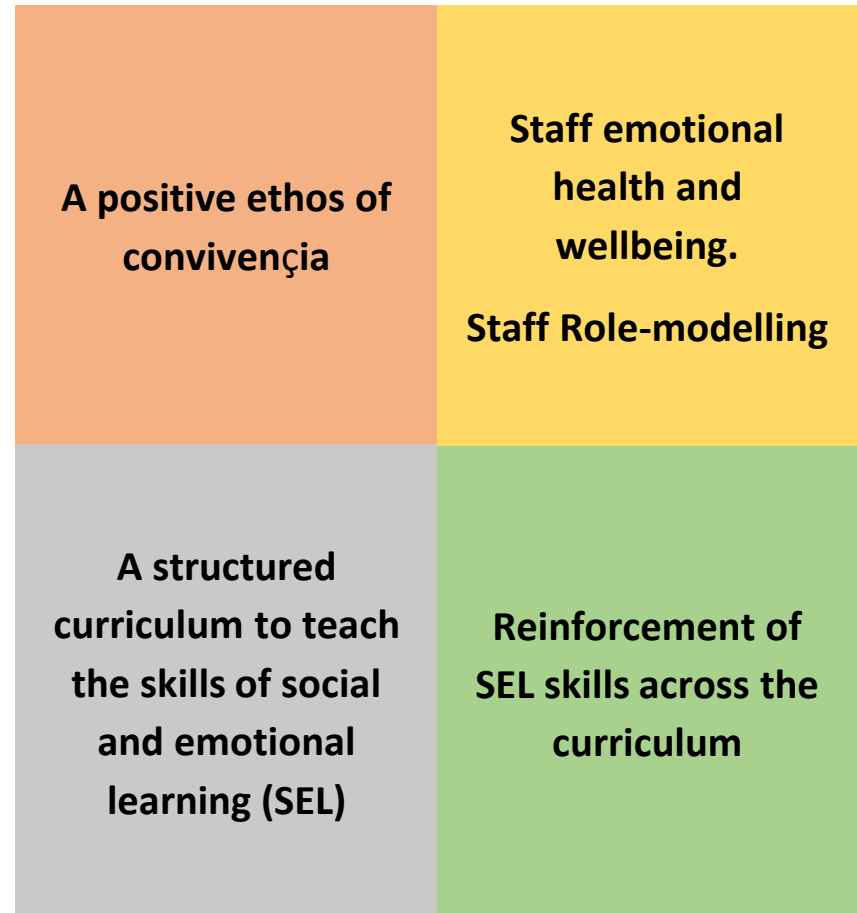 A positive ethos of
convivençia
Staff emotional
health and
wellbeing.
Staff Role-modelling
A structured
curriculum to teach
the skills of social
and emotional
learning (SEL)
Reinforcement of
SEL skills across the
curriculum